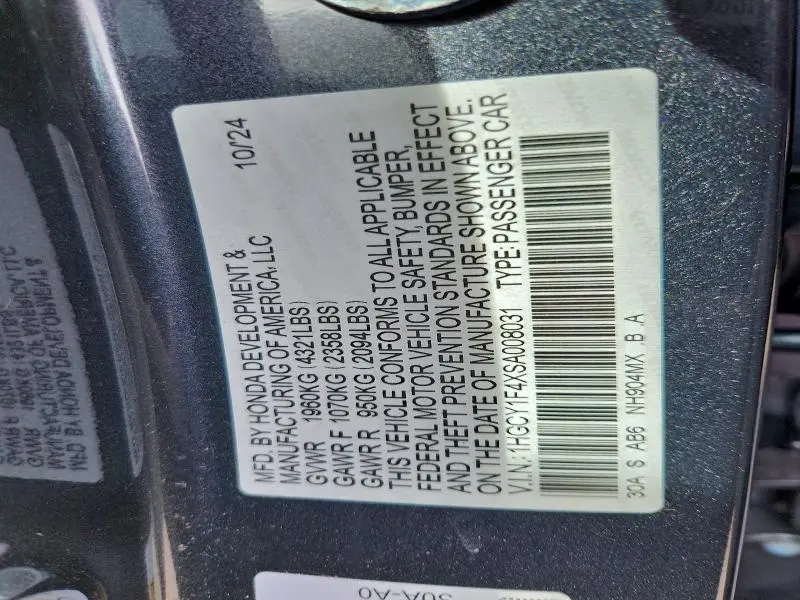 MFD. BY HONDA DEVELOPMENT & 10/24
MANUFACTURING OF AMERICA, LLC
GVWR 1960KG (4321LBS)
GAWR F 1070KG (2358LBS)
GAWR R 950KG (2094LBS)
THIS VEHICLE CONFORMS TO ALL APPLICABLE
FEDERAL MOTOR VEHICLE SAFETY, BUMPER,
AND THEFT PREVENTION STANDARDS IN EFFECT
ON THE DATE OF MANUFACTURE SHOWN ABOVE.
V.I.N: 1HGCY1F4XSA008031 TYPE:PASSENGER CAR
30A S AB6 NH904MX B A
30A-A0